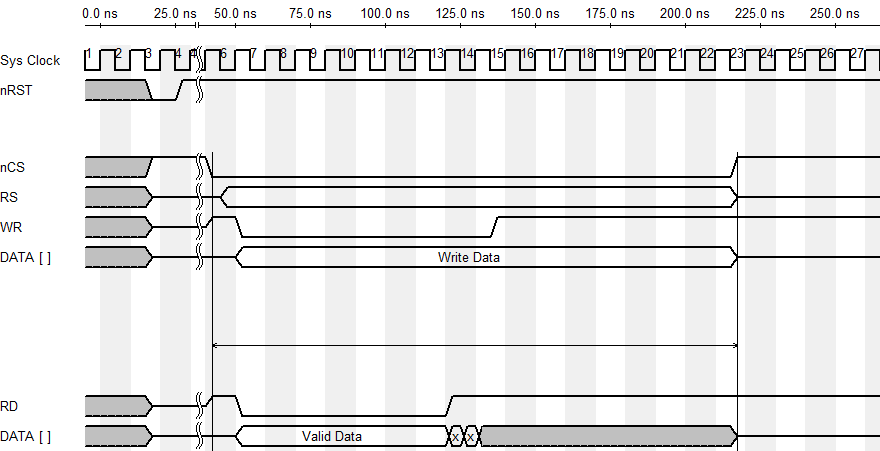 0.0 ns 25.0 ns 50.0 ns 75.0 ns 100.0 ns 125.0 ns 150.0 ns 175.0 ns 200.0 ns 225.0 ns 250.0 ns
Sys Clock 1 2 3 4 4 6 7 8 9 10 11 12 13 14 15 16 17 18 19 20 21 22 23 24 25 26 27
nRST
nCS
RS
WR
DATA [ ] Write Data
RD
DATA [ ] Valid Data x x